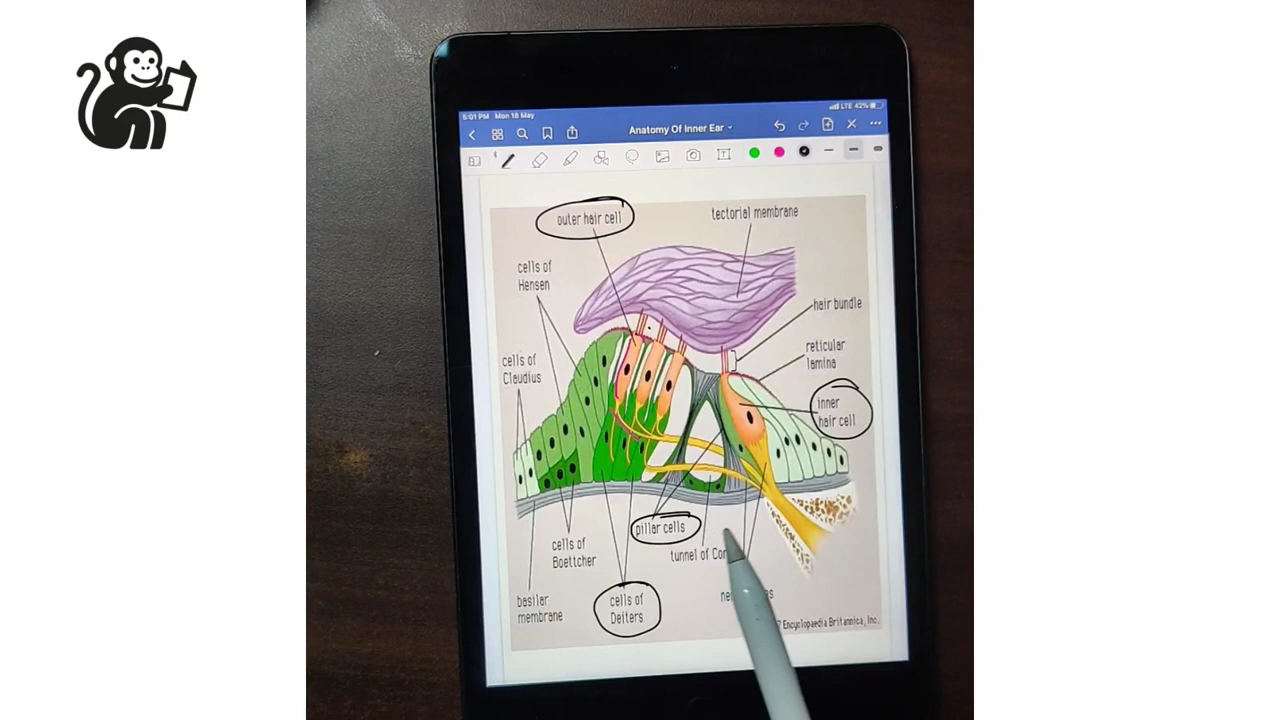 5:01 PM Mon 18 May
LTE 42%
Anatomy Of Inner Ear
outer hair cell
tectorial membrane
cells of
Hensen
hair bundle
cells of
Claudius
reticular
lamina
inner
hair cell
pillar cells
cells of
Boettcher
tunnel of
basilar
membrane
cells of
Deiters
Encyclopaedia Britannica, Inc.